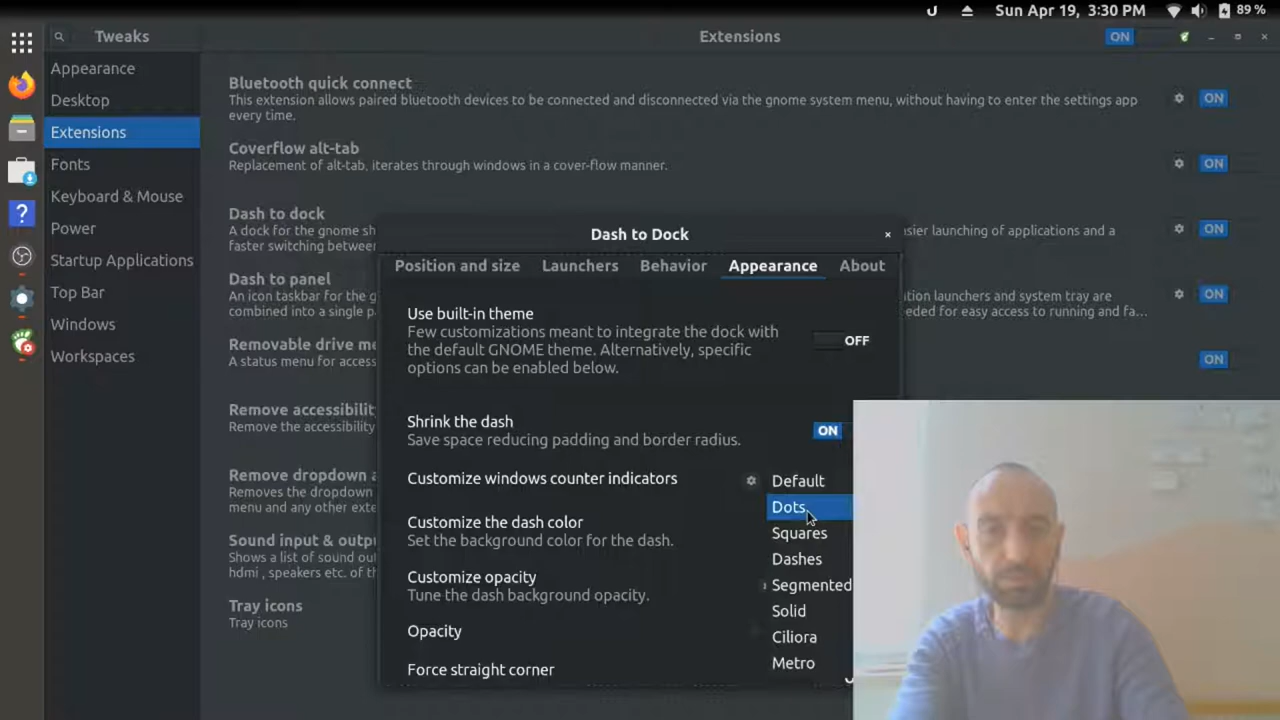 Sun Apr 19, 3:30 PM
89 %
Tweaks
Extensions
ON
Appearance
Desktop
Extensions
Fonts
Keyboard & Mouse
Power
Startup Applications
Top Bar
Windows
Workspaces
Bluetooth quick connect
This extension allows paired bluetooth devices to be connected and disconnected via the gnome system menu, without having to enter the settings app
every time.
ON
Coverflow alt-tab
Replacement of alt-tab, iterates through windows in a cover-flow manner.
ON
Dash to dock
A dock for the gnome sh
asier launching of applications and a
faster switching between
ON
Dash to panel
An icon taskbar for the g
ation launchers and system tray are
combined into a single p
eeded for easy access to running and fa...
ON
Removable drive me
A status menu for access
ON
Remove accessibilit
Remove the accessibility
Remove dropdown a
Removes the dropdown
menu and any other exte
Sound input & outpu
Shows a list of sound out
hdmi , speakers etc. of th
Tray icons
Tray icons
Dash to Dock
×
Position and size
Launchers
Behavior
Appearance
About
Use built-in theme
Few customizations meant to integrate the dock with
the default GNOME theme. Alternatively, specific
options can be enabled below.
OFF
Shrink the dash
Save space reducing padding and border radius.
ON
Customize windows counter indicators
Customize the dash color
Set the background color for the dash.
Customize opacity
Tune the dash background opacity.
Opacity
Force straight corner
Default
Dots
Squares
Dashes
Segmented
Solid
Ciliora
Metro